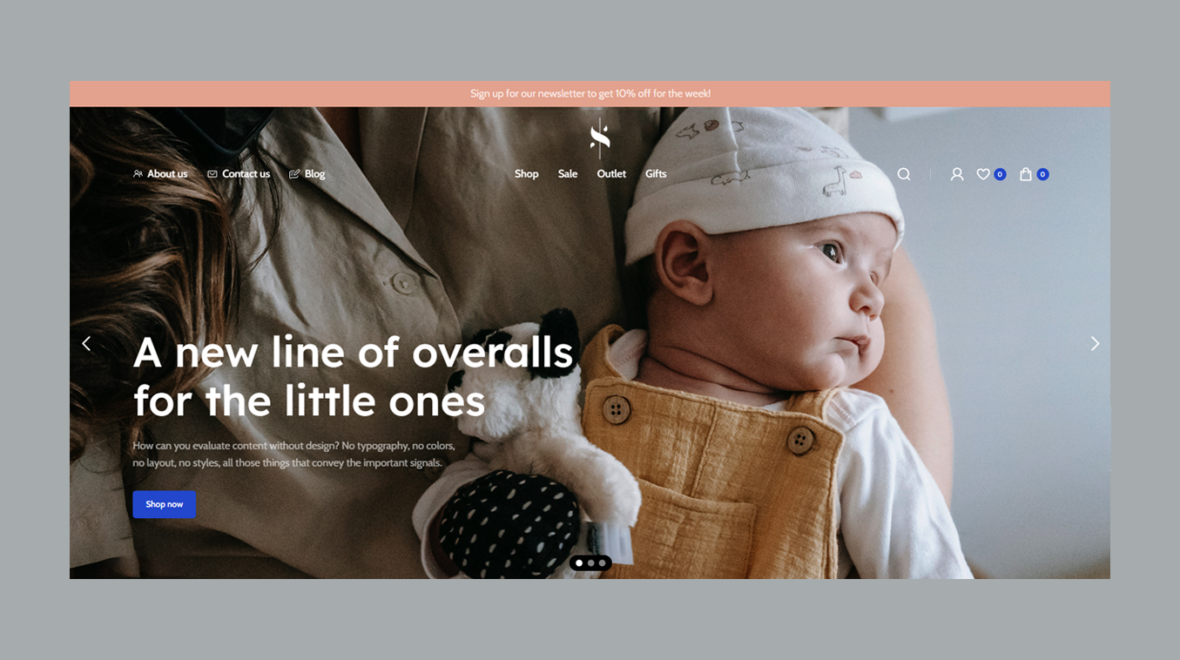 Sign up for our newsletter to get 10% off for the week!
About us Contact us Blog Shop Sale Outlet Gifts 0 0
A new line of overalls
for the little ones
How can you evaluate content without design? No typography, no colors,
no layout, no styles, all those things that convey the important signals.
Shop now